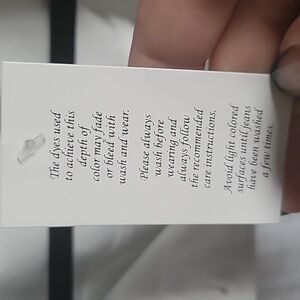 The dyes used
to achieve this
depth of
color may fade
or bleed with
wash and wear.
Please always
wash before
wearing and
always follow
the recommended
care instructions.
Avoid light colored
surfaces until jeans
have been washed
a few times.